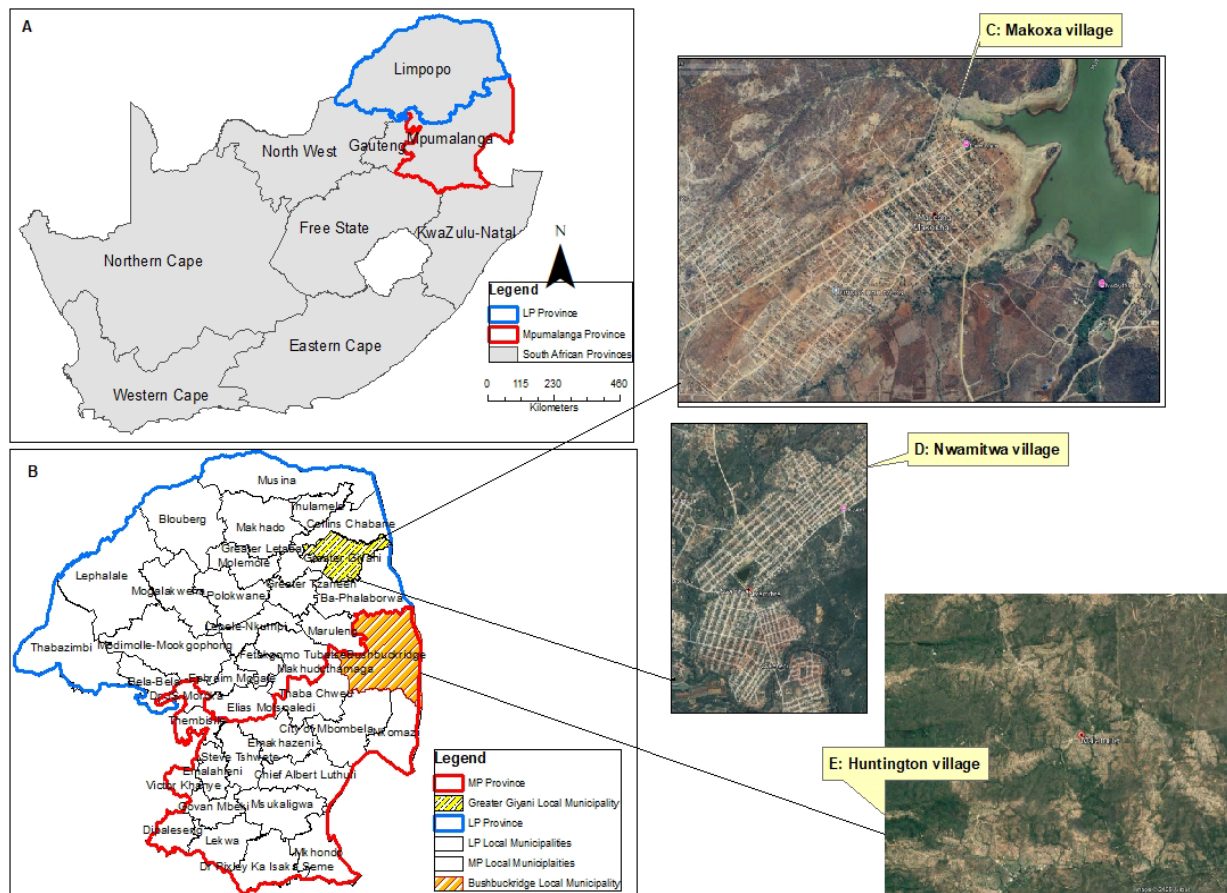 A
Limpopo
North West
Gauteng
Mpumalanga
Free State
KwaZulu-Natal
Northern Cape
Eastern Cape
Western Cape
N
Legend
LP Province
Mpumalanga Province
South African Provinces
0 115 230 460
Kilometers
C: Makoxa village
B
Musina
Thulamela
Collins Chabane
Blouberg
Makhado
Greater Letaba
Greater Giyani
Molemole
Lephalale
Mogalakwena
Polokwane
Greater Tzaneen
Ba-Phalaborwa
Lepele-Nkumpi
Maruleng
Modimolle-Mookgophong
Thabazimbi
Fetakgomo Tubatse
Bushbuckridge
Makhuduthamaga
Bela-Bela
Ephraim Mogale
Thaba Chweu
Elias Motsoaledi
Thembisile
City of Mbombela
Nkomazi
Emakhazeni
Steve Tshwete
Emalahleni
Chief Albert Luthuli
Victor Khanye
Govan Mbeki
Msukaligwa
Dipaleseng
Lekwa
Mkhondo
Dr Pixley Ka Isaka Seme
Legend
MP Province
Greater Giyani Local Municipality
LP Province
LP Local Municipalities
MP Local Municiplaities
Bushbuckridge Local Municipality
D: Nwamitwa village
E: Huntington village